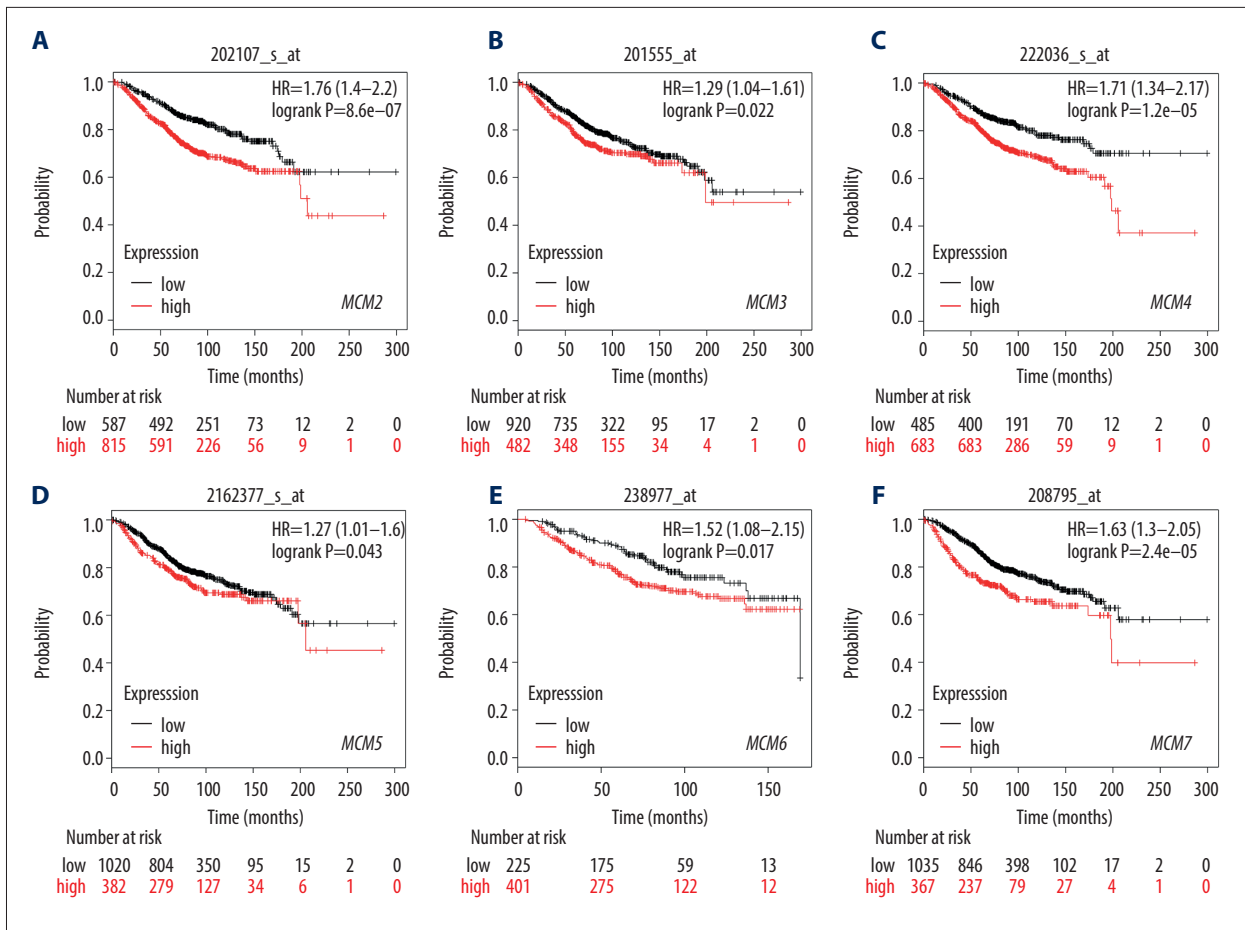 A
202107_s_at
HR=1.76 (1.4–2.2)
logrank P=8.6e–07
1.0
0.8
0.6
0.4
0.2
0.0
Probability
Expresssion
low
high
MCM2
0 50 100 150 200 250 300
Time (months)
Number at risk
low 587 492 251 73 12 2 0
high 815 591 226 56 9 1 0
B
201555_at
HR=1.29 (1.04–1.61)
logrank P=0.022
1.0
0.8
0.6
0.4
0.2
0.0
Probability
Expresssion
low
high
MCM3
0 50 100 150 200 250 300
Time (months)
Number at risk
low 920 735 322 95 17 2 0
high 482 348 155 34 4 1 0
C
222036_s_at
HR=1.71 (1.34–2.17)
logrank P=1.2e–05
1.0
0.8
0.6
0.4
0.2
0.0
Probability
Expresssion
low
high
MCM4
0 50 100 150 200 250 300
Time (months)
Number at risk
low 485 400 191 70 12 2 0
high 683 683 286 59 9 1 0
D
2162377_s_at
HR=1.27 (1.01–1.6)
logrank P=0.043
1.0
0.8
0.6
0.4
0.2
0.0
Probability
Expresssion
low
high
MCM5
0 50 100 150 200 250 300
Time (months)
Number at risk
low 1020 804 350 95 15 2 0
high 382 279 127 34 6 1 0
E
238977_at
HR=1.52 (1.08–2.15)
logrank P=0.017
1.0
0.8
0.6
0.4
0.2
0.0
Probability
Expresssion
low
high
MCM6
0 50 100 150
Time (months)
Number at risk
low 225 175 59 13
high 401 275 122 12
F
208795_at
HR=1.63 (1.3–2.05)
logrank P=2.4e–05
1.0
0.8
0.6
0.4
0.2
0.0
Probability
Expresssion
low
high
MCM7
0 50 100 150 200 250 300
Time (months)
Number at risk
low 1035 846 398 102 17 2 0
high 367 237 79 27 4 1 0